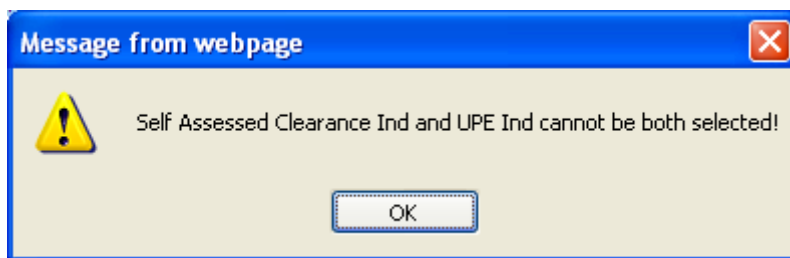 Message from webpage
Self Assessed Clearance Ind and UPE Ind cannot be both selected!
OK